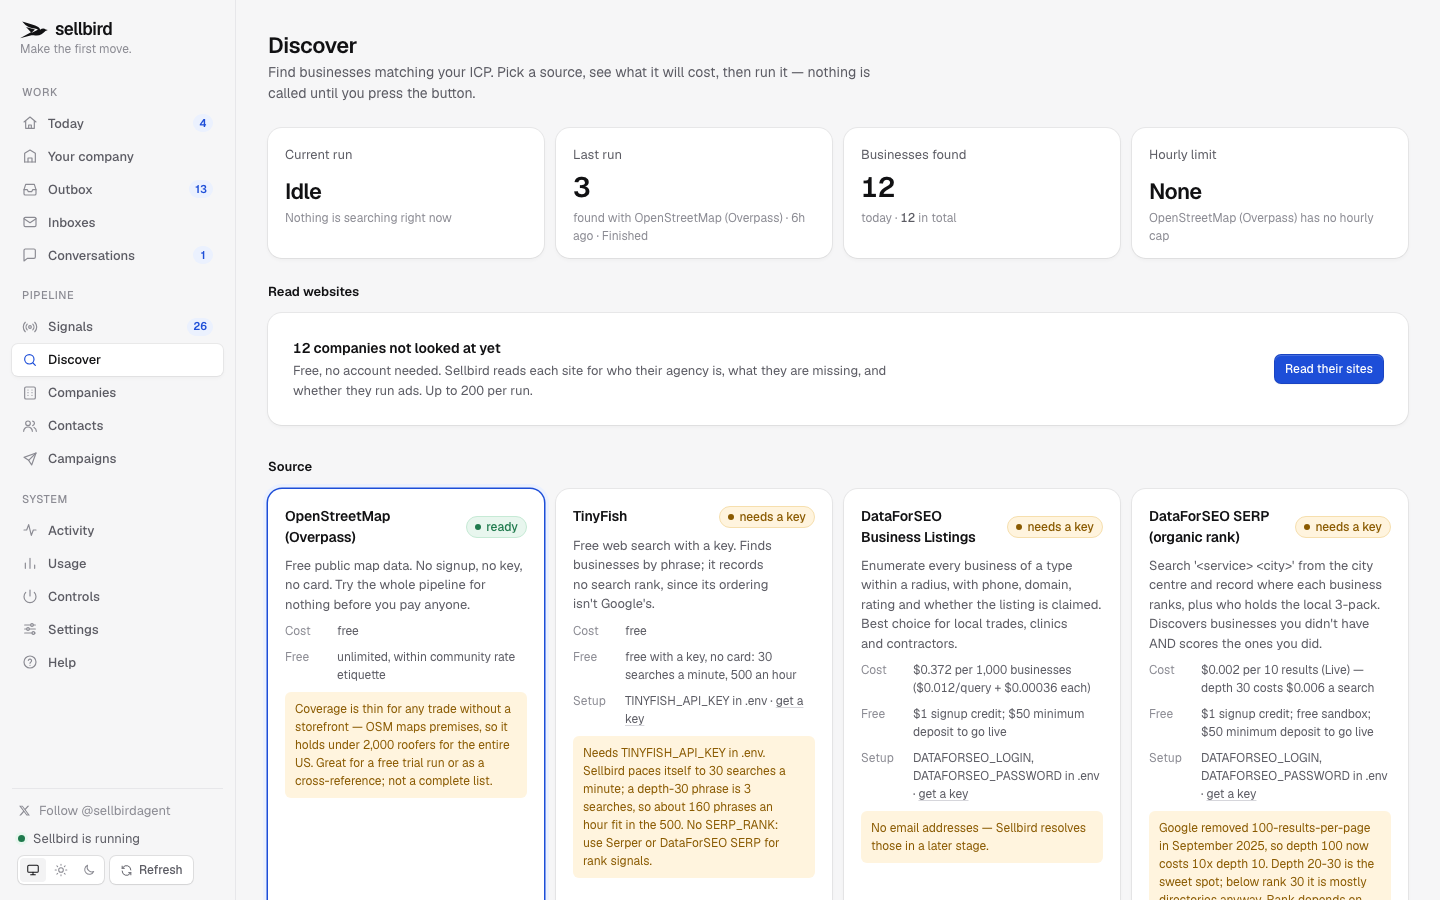 sellbird
Make the first move.
WORK
Today 4
Your company
Outbox 13
Inboxes
Conversations 1
PIPELINE
Signals 26
Discover
Companies
Contacts
Campaigns
SYSTEM
Activity
Usage
Controls
Settings
Help
Follow @sellbirdagent
Sellbird is running
Refresh
Discover
Find businesses matching your ICP. Pick a source, see what it will cost, then run it — nothing is
called until you press the button.
Current run
Idle
Nothing is searching right now
Last run
3
found with OpenStreetMap (Overpass) · 6h
ago · Finished
Businesses found
12
today · 12 in total
Hourly limit
None
OpenStreetMap (Overpass) has no hourly
cap
Read websites
12 companies not looked at yet
Free, no account needed. Sellbird reads each site for who their agency is, what they are missing, and
whether they run ads. Up to 200 per run.
Read their sites
Source
OpenStreetMap
(Overpass)
ready
Free public map data. No signup, no key,
no card. Try the whole pipeline for
nothing before you pay anyone.
Cost free
Free unlimited, within community rate
etiquette
Coverage is thin for any trade without a
storefront — OSM maps premises, so it
holds under 2,000 roofers for the entire
US. Great for a free trial run or as a
cross-reference; not a complete list.
TinyFish
needs a key
Free web search with a key. Finds
businesses by phrase; it records
no search rank, since its ordering
isn't Google's.
Cost free
Free free with a key, no card: 30
searches a minute, 500 an hour
Setup TINYFISH_API_KEY in .env · get a
key
Needs TINYFISH_API_KEY in .env.
Sellbird paces itself to 30 searches a
minute; a depth-30 phrase is 3
searches, so about 160 phrases an
hour fit in the 500. No SERP_RANK:
use Serper or DataForSEO SERP for
rank signals.
DataForSEO
Business Listings
needs a key
Enumerate every business of a type
within a radius, with phone, domain,
rating and whether the listing is claimed.
Best choice for local trades, clinics
and contractors.
Cost $0.372 per 1,000 businesses
($0.012/query + $0.00036 each)
Free $1 signup credit; $50 minimum
deposit to go live
Setup DATAFORSEO_LOGIN,
DATAFORSEO_PASSWORD in .env
· get a key
No email addresses — Sellbird resolves
those in a later stage.
DataForSEO SERP
(organic rank)
needs a key
Search '<service> <city>' from the city
centre and record where each business
ranks, plus who holds the local 3-pack.
Discovers businesses you didn't have
AND scores the ones you did.
Cost $0.002 per 10 results (Live) —
depth 30 costs $0.006 a search
Free $1 signup credit; free sandbox;
$50 minimum deposit to go live
Setup DATAFORSEO_LOGIN,
DATAFORSEO_PASSWORD in .env
· get a key
Google removed 100-results-per-page
in September 2025, so depth 100 now
costs 10x depth 10. Depth 20-30 is the
sweet spot; below rank 30 it is mostly
directories anyway. Rank depends on